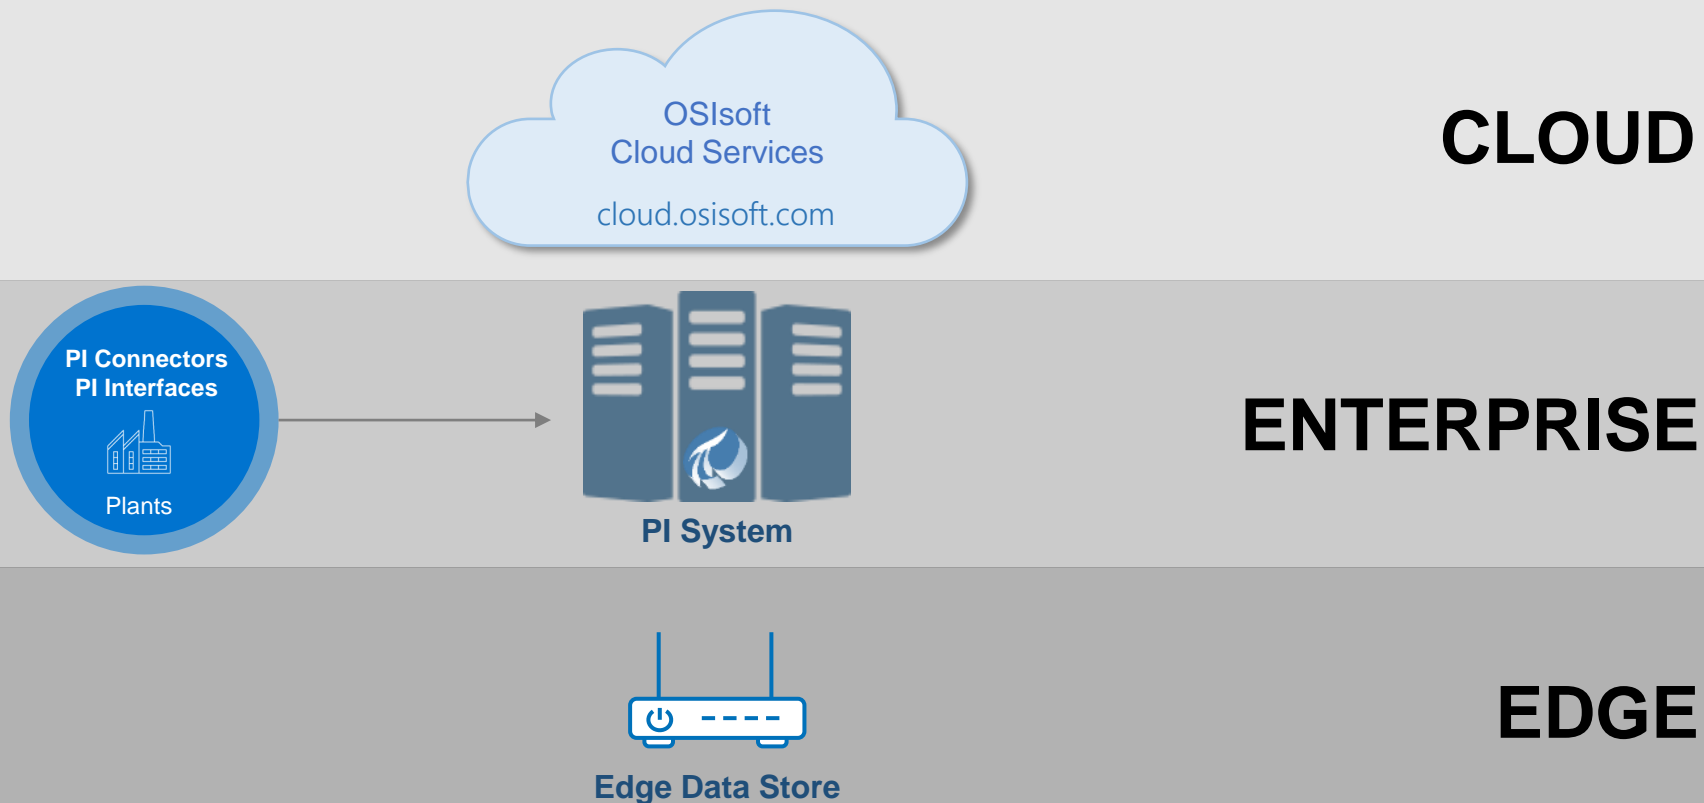 OSIsoft
Cloud Services
cloud.osisoft.com
CLOUD
PI Connectors
PI Interfaces
Plants
PI System
ENTERPRISE
Edge Data Store
EDGE